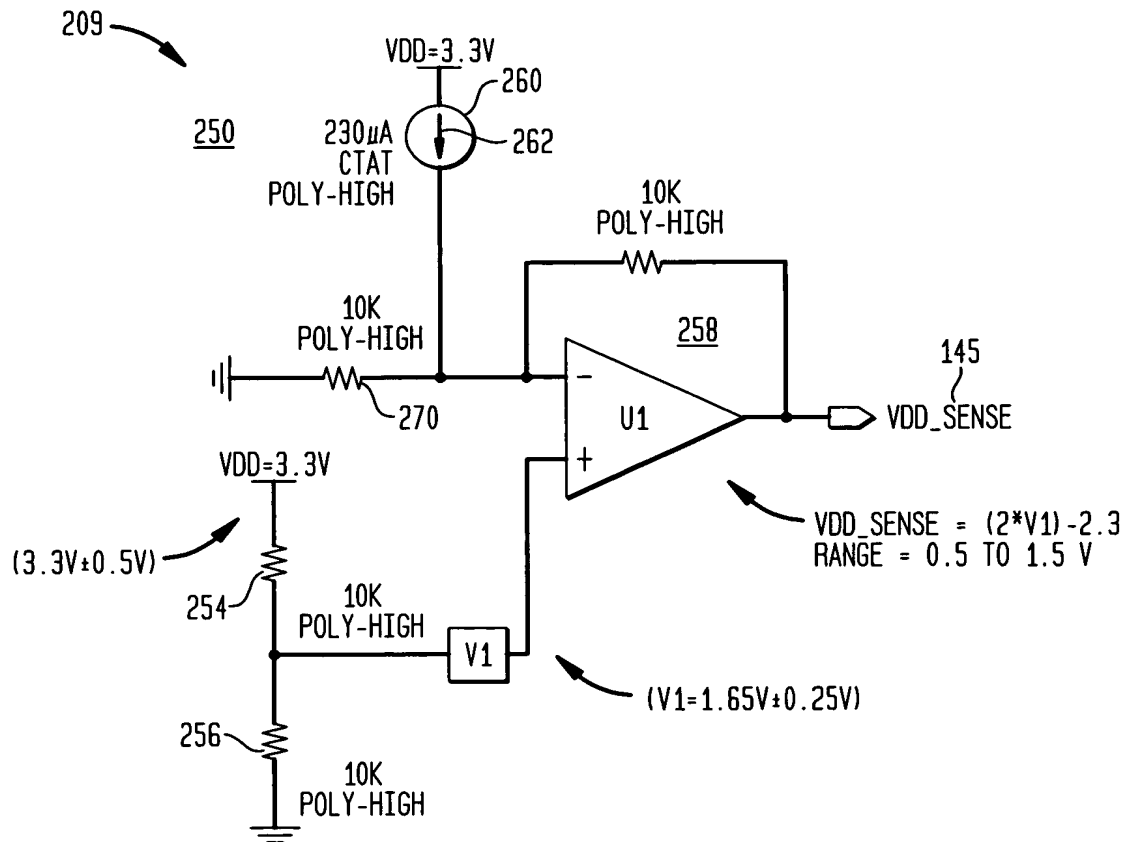 209
VDD=3.3V
260
250
230µA
CTAT
POLY-HIGH
262
10K
POLY-HIGH
10K
POLY-HIGH
258
145
-
270
U1
VDD_SENSE
+
VDD=3.3V
VDD_SENSE = (2*V1)-2.3
RANGE = 0.5 TO 1.5 V
(3.3V±0.5V)
254
10K
POLY-HIGH
V1
(V1=1.65V±0.25V)
256
10K
POLY-HIGH